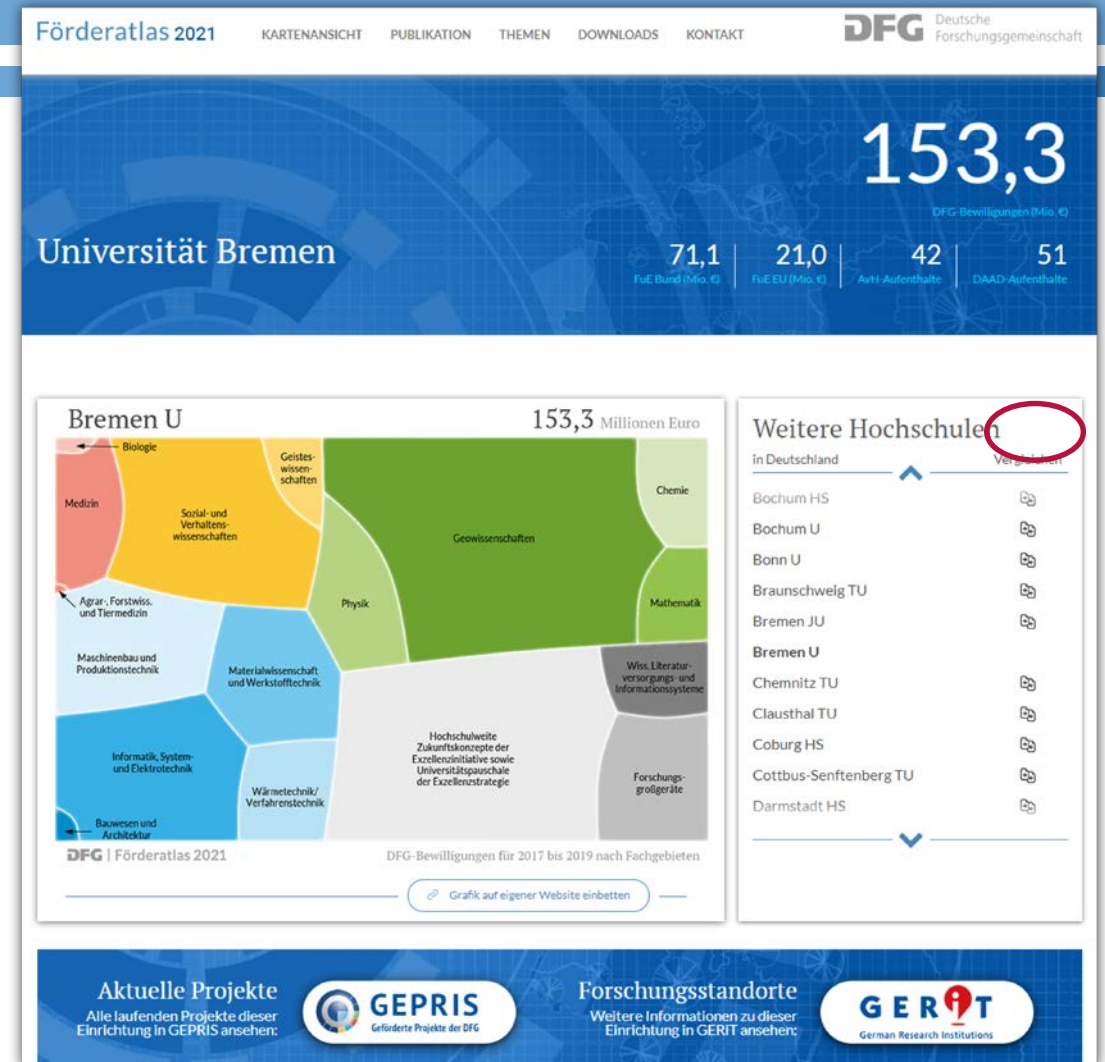 Förderatlas 2021
KARTENANSICHT
PUBLIKATION
THEMEN
DOWNLOADS
KONTAKT
DFG
Deutsche
Forschungsgemeinschaft
153,3
DFG-Bewilligungen (Mio. €)
Universität Bremen
71,1
FuE Bund (Mio. €)
21,0
FuE EU (Mio. €)
42
AvH-Aufenthalte
51
DAAD-Aufenthalte
Bremen U
153,3 Millionen Euro
Biologie
Medizin
Sozial- und
Verhaltens-
wissenschaften
Geistes-
wissen-
schaften
Geowissenschaften
Chemie
Agrar-, Forstwiss.
und Tiermedizin
Physik
Mathematik
Maschinenbau und
Produktionstechnik
Materialwissenschaft
und Werkstofftechnik
Wiss. Literatur-
versorgungs- und
Informationssysteme
Informatik, System-
und Elektrotechnik
Hochschulweite
Zukunftskonzepte der
Exzellenzinitiative sowie
Universitätspauschale
der Exzellenzstrategie
Wärmetechnik/
Verfahrenstechnik
Forschungs-
großgeräte
Bauwesen und
Architektur
DFG | Förderatlas 2021
DFG-Bewilligungen für 2017 bis 2019 nach Fachgebieten
Grafik auf eigener Website einbetten
Weitere Hochschulen
in Deutschland
Vergleichen
Bochum HS
Bochum U
Bonn U
Braunschweig TU
Bremen JU
Bremen U
Chemnitz TU
Clausthal TU
Coburg HS
Cottbus-Senftenberg TU
Darmstadt HS
Aktuelle Projekte
Alle laufenden Projekte dieser
Einrichtung in GEPRIS ansehen:
GEPRIS
Geförderte Projekte der DFG
Forschungsstandorte
Weitere Informationen zu dieser
Einrichtung in GERIT ansehen:
GERiT
German Research Institutions